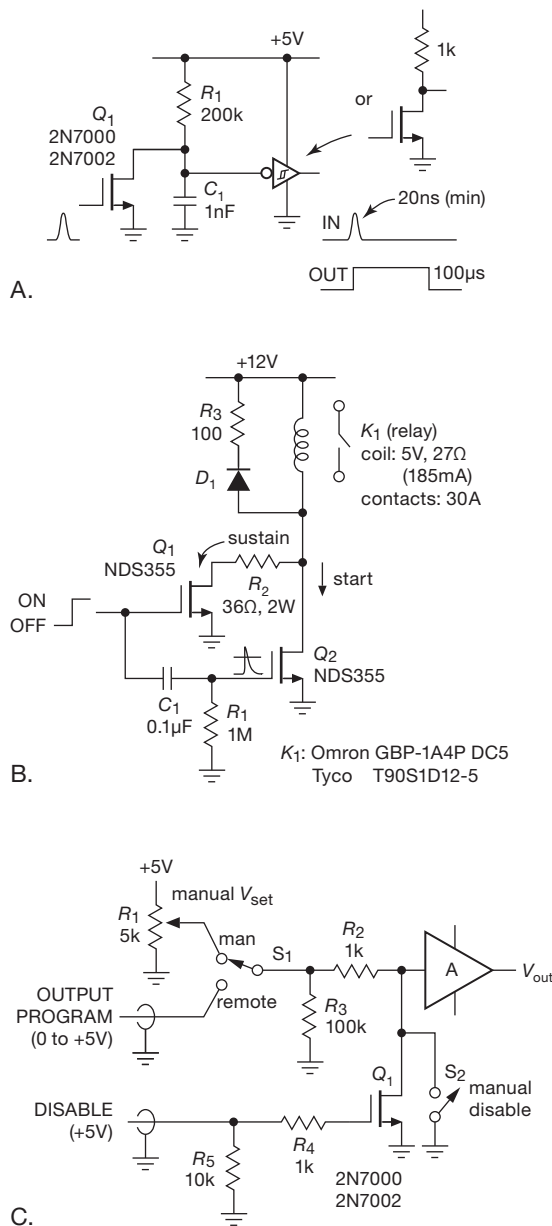 +5V
R1
200k
Q1
2N7000
2N7002
C1
1nF
or
1k
20ns (min)
IN
OUT
100µs
A.
+12V
R3
100
D1
K1 (relay)
coil: 5V, 27Ω
(185mA)
contacts: 30A
Q1
NDS355
sustain
R2
36Ω, 2W
start
ON
OFF
Q2
NDS355
C1
0.1µF
R1
1M
K1: Omron GBP-1A4P DC5
Tyco T90S1D12-5
B.
+5V
manual Vset
R1
5k
man
S1
R2
1k
A
Vout
OUTPUT
PROGRAM
(0 to +5V)
remote
R3
100k
Q1
S2
manual
disable
DISABLE
(+5V)
R4
1k
R5
10k
2N7000
2N7002
C.